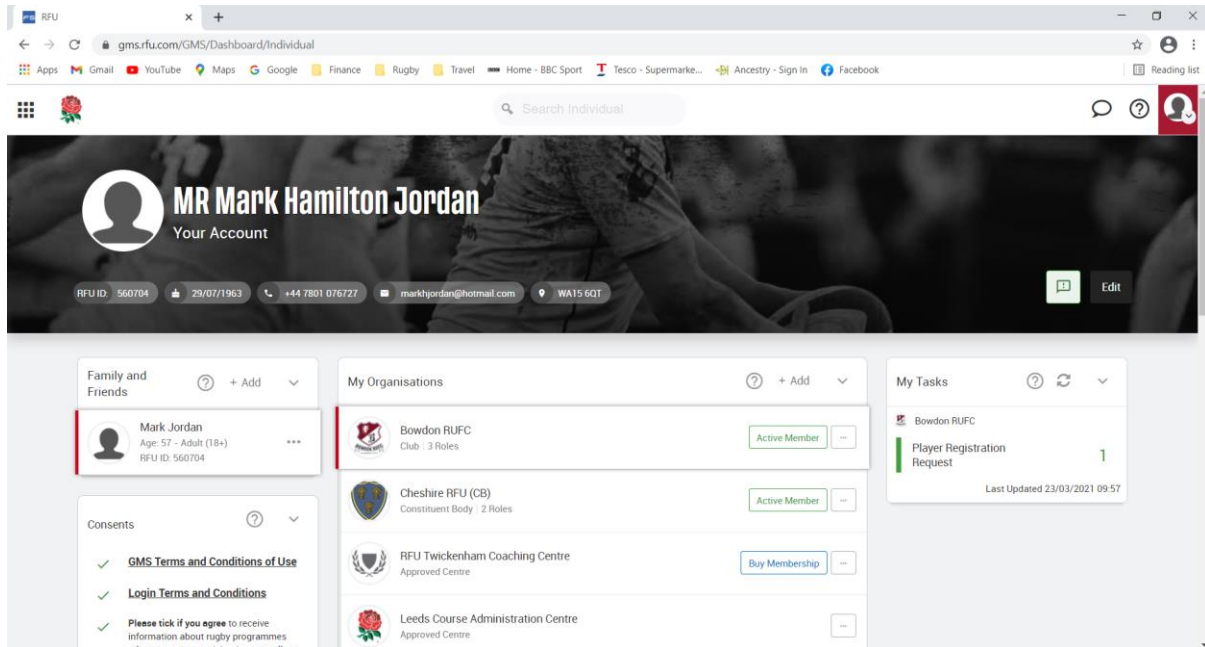 RFU
gms.rfu.com/GMS/Dashboard/Individual
Apps Gmail YouTube Maps Google Finance Rugby Travel Home - BBC Sport Tesco - Supermarke... Ancestry - Sign In Facebook Reading list
Search Individual
MR Mark Hamilton Jordan
Your Account
RFU ID: 560704 29/07/1963 +44 7801 076727 markhjordan@hotmail.com WA15 6QT
Edit
Family and
Friends
+ Add
Mark Jordan
Age: 57 - Adult (18+)
RFU ID: 560704
Consents
GMS Terms and Conditions of Use
Login Terms and Conditions
Please tick if you agree to receive
information about rugby programmes
My Organisations + Add
Bowdon RUFC
Club | 3 Roles
Active Member
Cheshire RFU (CB)
Constituent Body | 2 Roles
Active Member
RFU Twickenham Coaching Centre
Approved Centre
Buy Membership
Leeds Course Administration Centre
Approved Centre
My Tasks
Bowdon RUFC
Player Registration
Request
1
Last Updated 23/03/2021 09:57